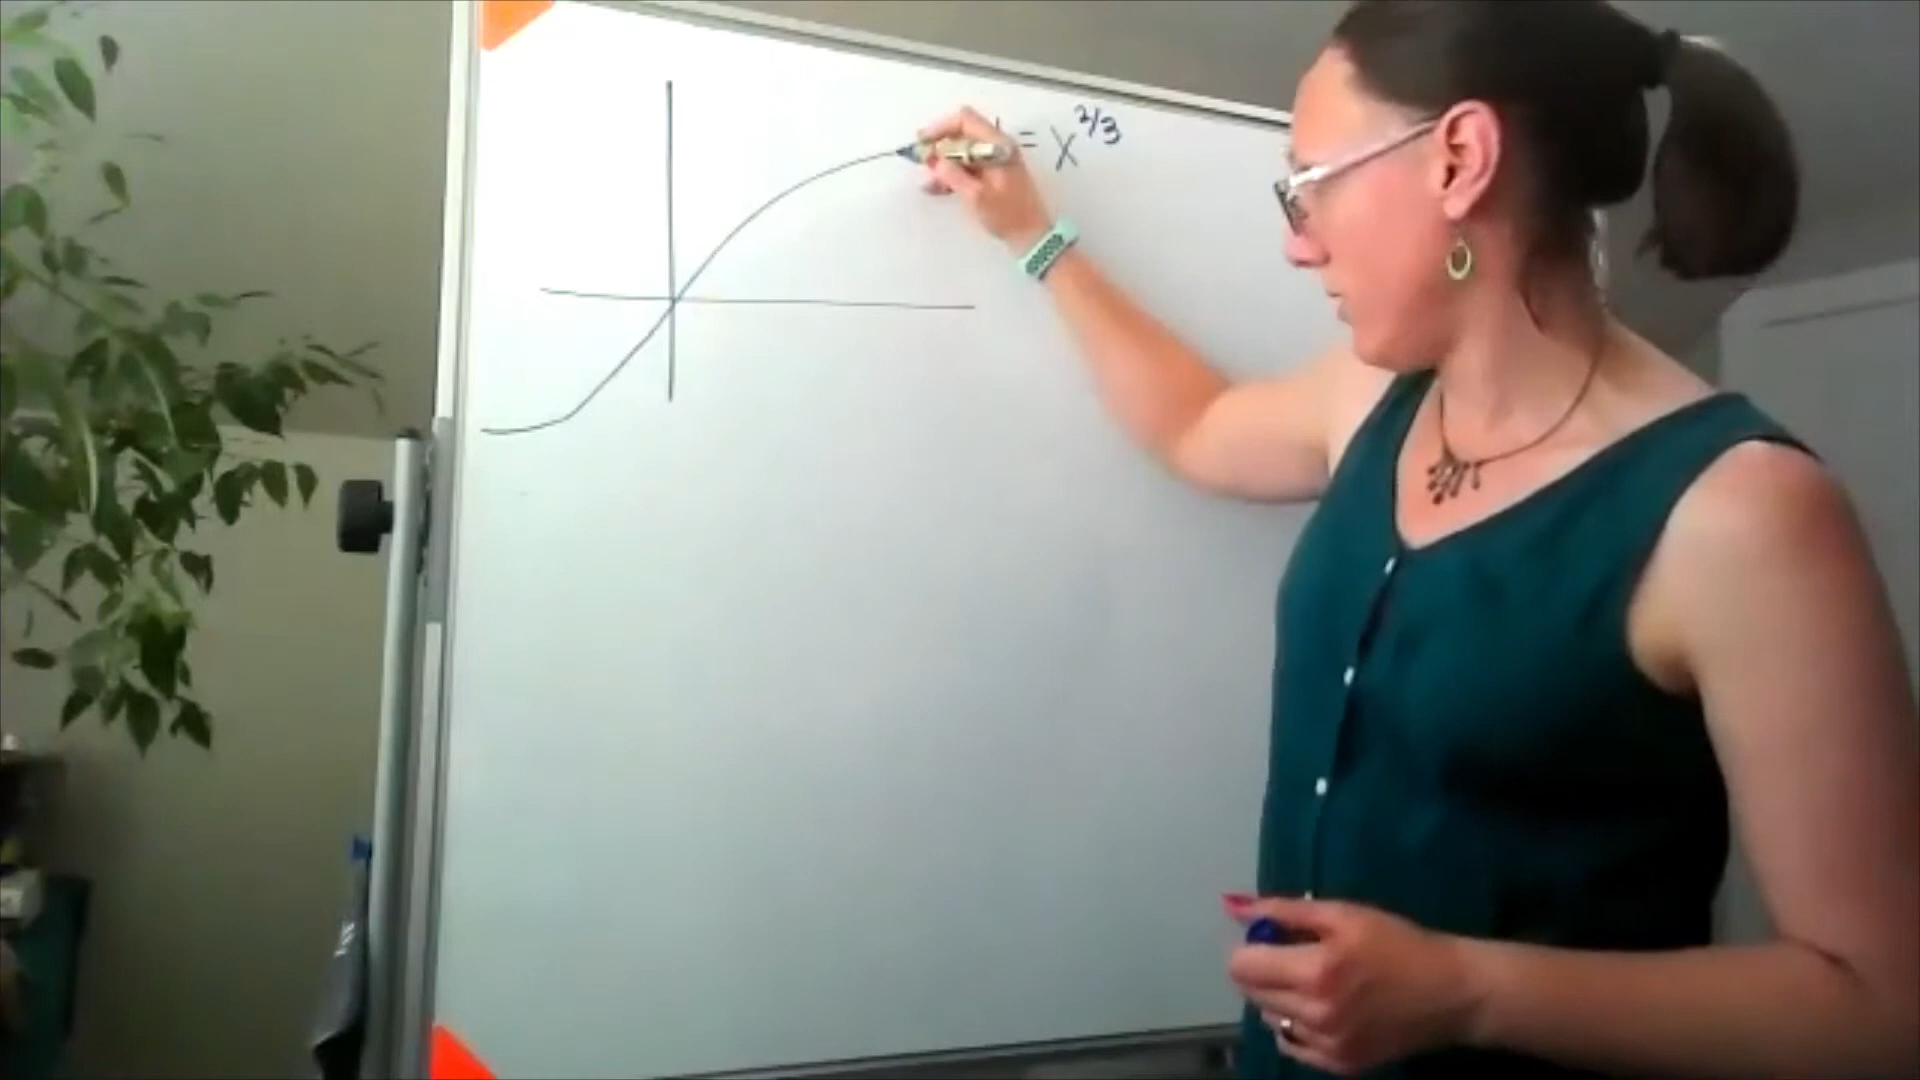 = x^2/3